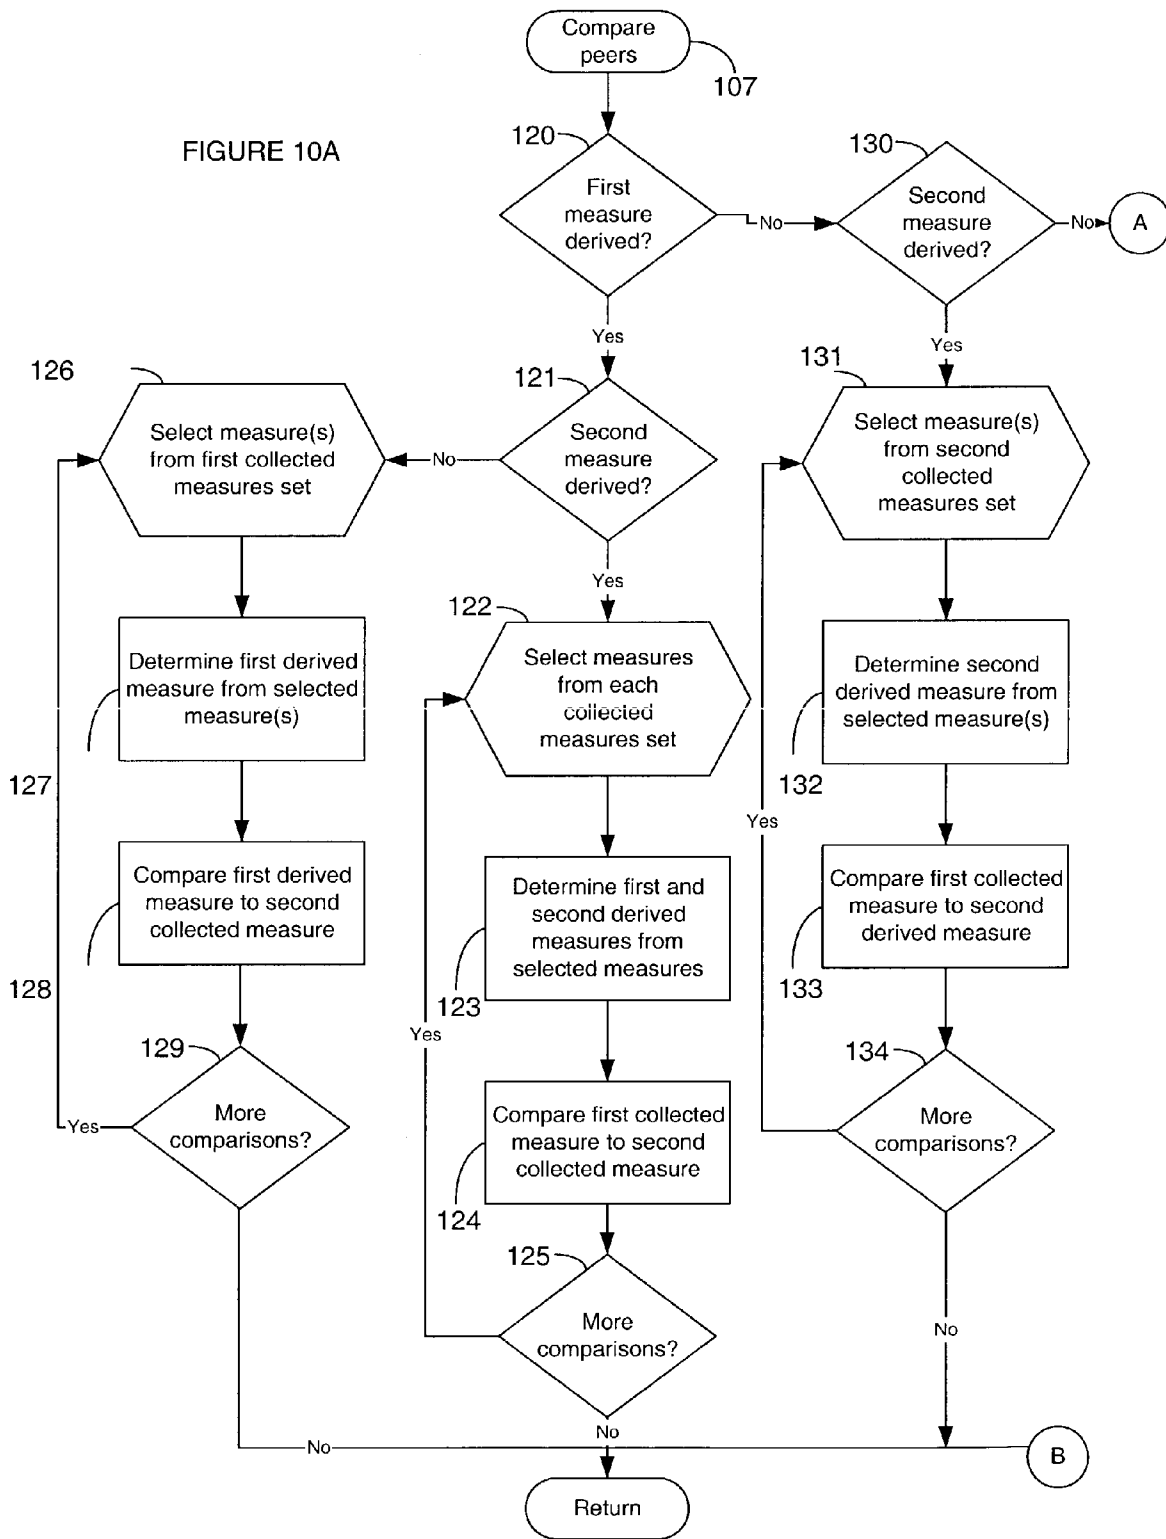 Compare
peers
107
FIGURE 10A
120
First
measure
derived?
No
130
Second
measure
derived?
No
A
Yes
Yes
126
Select measure(s)
from first collected
measures set
121
Second
measure
derived?
No
131
Select measure(s)
from second
collected
measures set
Yes
122
Select measures
from each
collected
measures set
Determine first derived
measure from selected
measure(s)
127
Determine second
derived measure from
selected measure(s)
132
Yes
Compare first derived
measure to second
collected measure
128
Determine first and
second derived
measures from
selected measures
123
Compare first collected
measure to second
derived measure
133
Yes
129
More
comparisons?
Yes
Compare first collected
measure to second
collected measure
124
134
More
comparisons?
125
More
comparisons?
No
No
No
B
Return